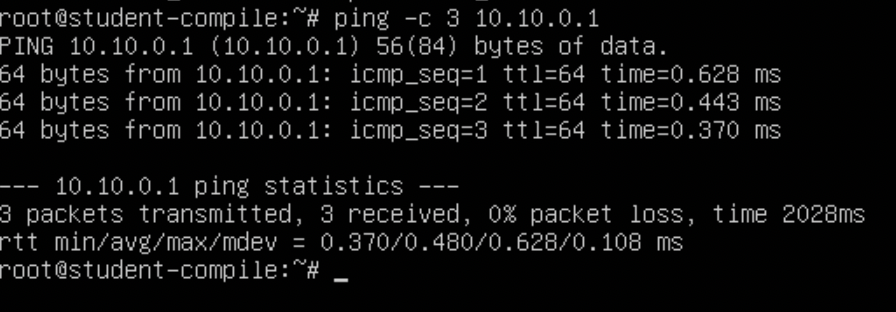 root@student-compile:~# ping -c 3 10.10.0.1
PING 10.10.0.1 (10.10.0.1) 56(84) bytes of data.
64 bytes from 10.10.0.1: icmp_seq=1 ttl=64 time=0.628 ms
64 bytes from 10.10.0.1: icmp_seq=2 ttl=64 time=0.443 ms
64 bytes from 10.10.0.1: icmp_seq=3 ttl=64 time=0.370 ms

--- 10.10.0.1 ping statistics ---
3 packets transmitted, 3 received, 0% packet loss, time 2028ms
rtt min/avg/max/mdev = 0.370/0.480/0.628/0.108 ms
root@student-compile:~# _